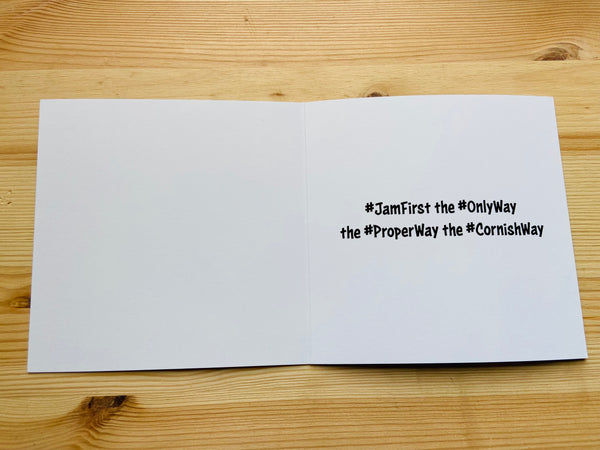 #JamFirst the #OnlyWay
the #ProperWay the #CornishWay